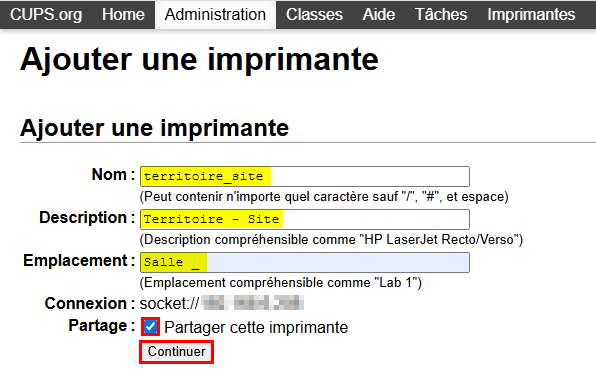 CUPS.org Home Administration Classes Aide Tâches Imprimantes
Ajouter une imprimante
Ajouter une imprimante
Nom : territoire_site
(Peut contenir n'importe quel caractère sauf "/", "#", et espace)
Description : Territoire - Site
(Description compréhensible comme "HP LaserJet Recto/Verso")
Emplacement : Salle _
(Emplacement compréhensible comme "Lab 1")
Connexion : socket://
Partage : Partager cette imprimante
Continuer